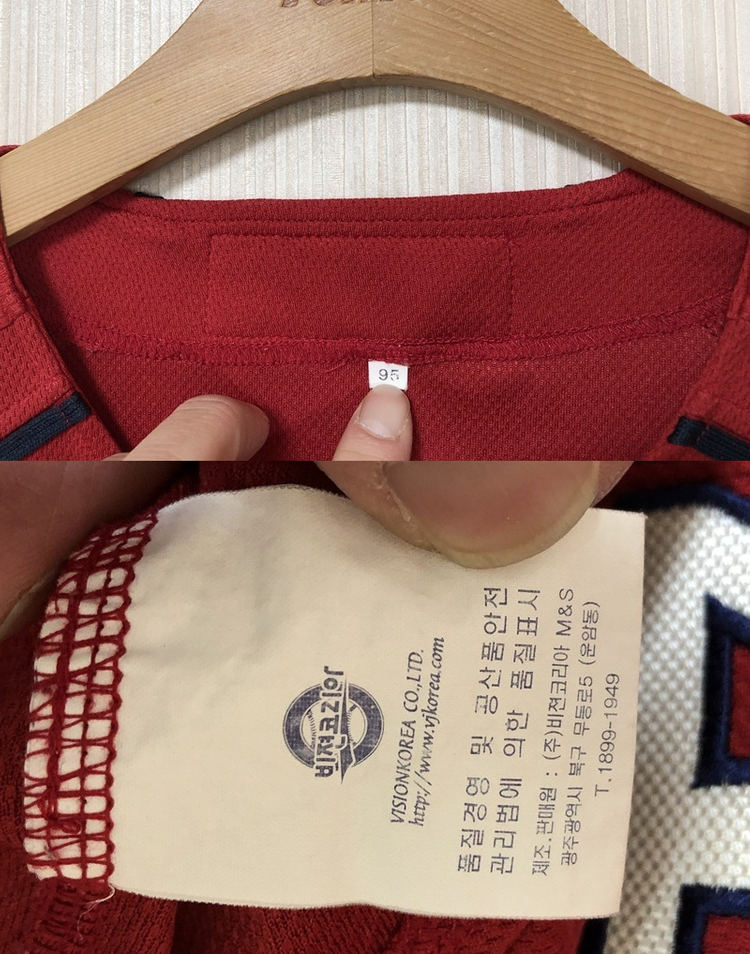 95
비젼코리아
VISIONKOREA CO.,LTD.
http://www.vjkorea.com
품질경영 및 공산품안전
관리법에 의한 품질표시
제조.판매원 : (주)비젼코리아 M&S
광주광역시 북구 무등로5 (운암동)
T.1899-1949